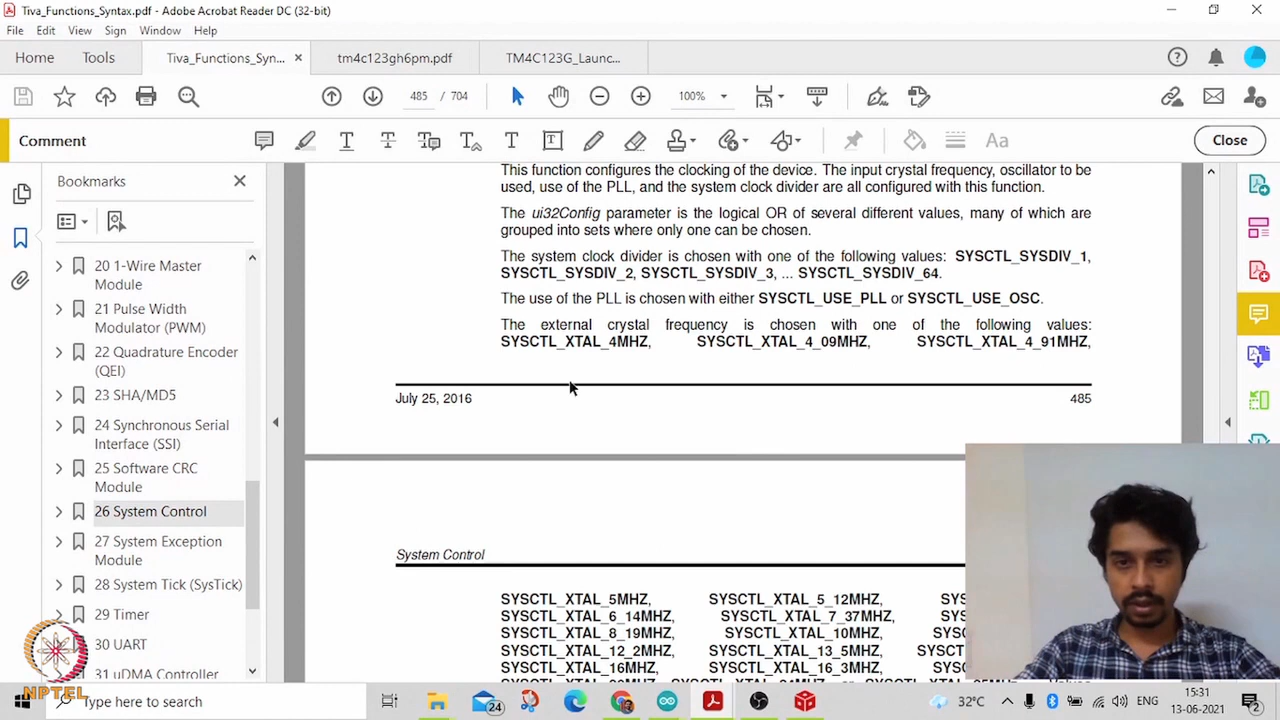 Tiva_Functions_Syntax.pdf - Adobe Acrobat Reader DC (32-bit)
File Edit View Sign Window Help
Home Tools Tiva_Functions_Syn... tm4c123gh6pm.pdf TM4C123G_Launc...
485 / 704 100%
Comment Close
Bookmarks
20 1-Wire Master
Module
21 Pulse Width
Modulator (PWM)
22 Quadrature Encoder
(QEI)
23 SHA/MD5
24 Synchronous Serial
Interface (SSI)
25 Software CRC
Module
26 System Control
27 System Exception
Module
28 System Tick (SysTick)
29 Timer
30 UART
31 uDMA Controller
This function configures the clocking of the device. The input crystal frequency, oscillator to be
used, use of the PLL, and the system clock divider are all configured with this function.
The ui32Config parameter is the logical OR of several different values, many of which are
grouped into sets where only one can be chosen.
The system clock divider is chosen with one of the following values: SYSCTL_SYSDIV_1,
SYSCTL_SYSDIV_2, SYSCTL_SYSDIV_3, ... SYSCTL_SYSDIV_64.
The use of the PLL is chosen with either SYSCTL_USE_PLL or SYSCTL_USE_OSC.
The external crystal frequency is chosen with one of the following values:
SYSCTL_XTAL_4MHZ, SYSCTL_XTAL_4_09MHZ, SYSCTL_XTAL_4_91MHZ,
July 25, 2016 485
System Control
SYSCTL_XTAL_5MHZ, SYSCTL_XTAL_5_12MHZ,
SYSCTL_XTAL_6_14MHZ, SYSCTL_XTAL_7_37MHZ,
SYSCTL_XTAL_8_19MHZ, SYSCTL_XTAL_10MHZ,
SYSCTL_XTAL_12_2MHZ, SYSCTL_XTAL_13_5MHZ,
SYSCTL_XTAL_16MHZ, SYSCTL_XTAL_16_3MHZ,
NPTEL
Type here to search 24 32°C ENG 15:31
13-06-2021 2